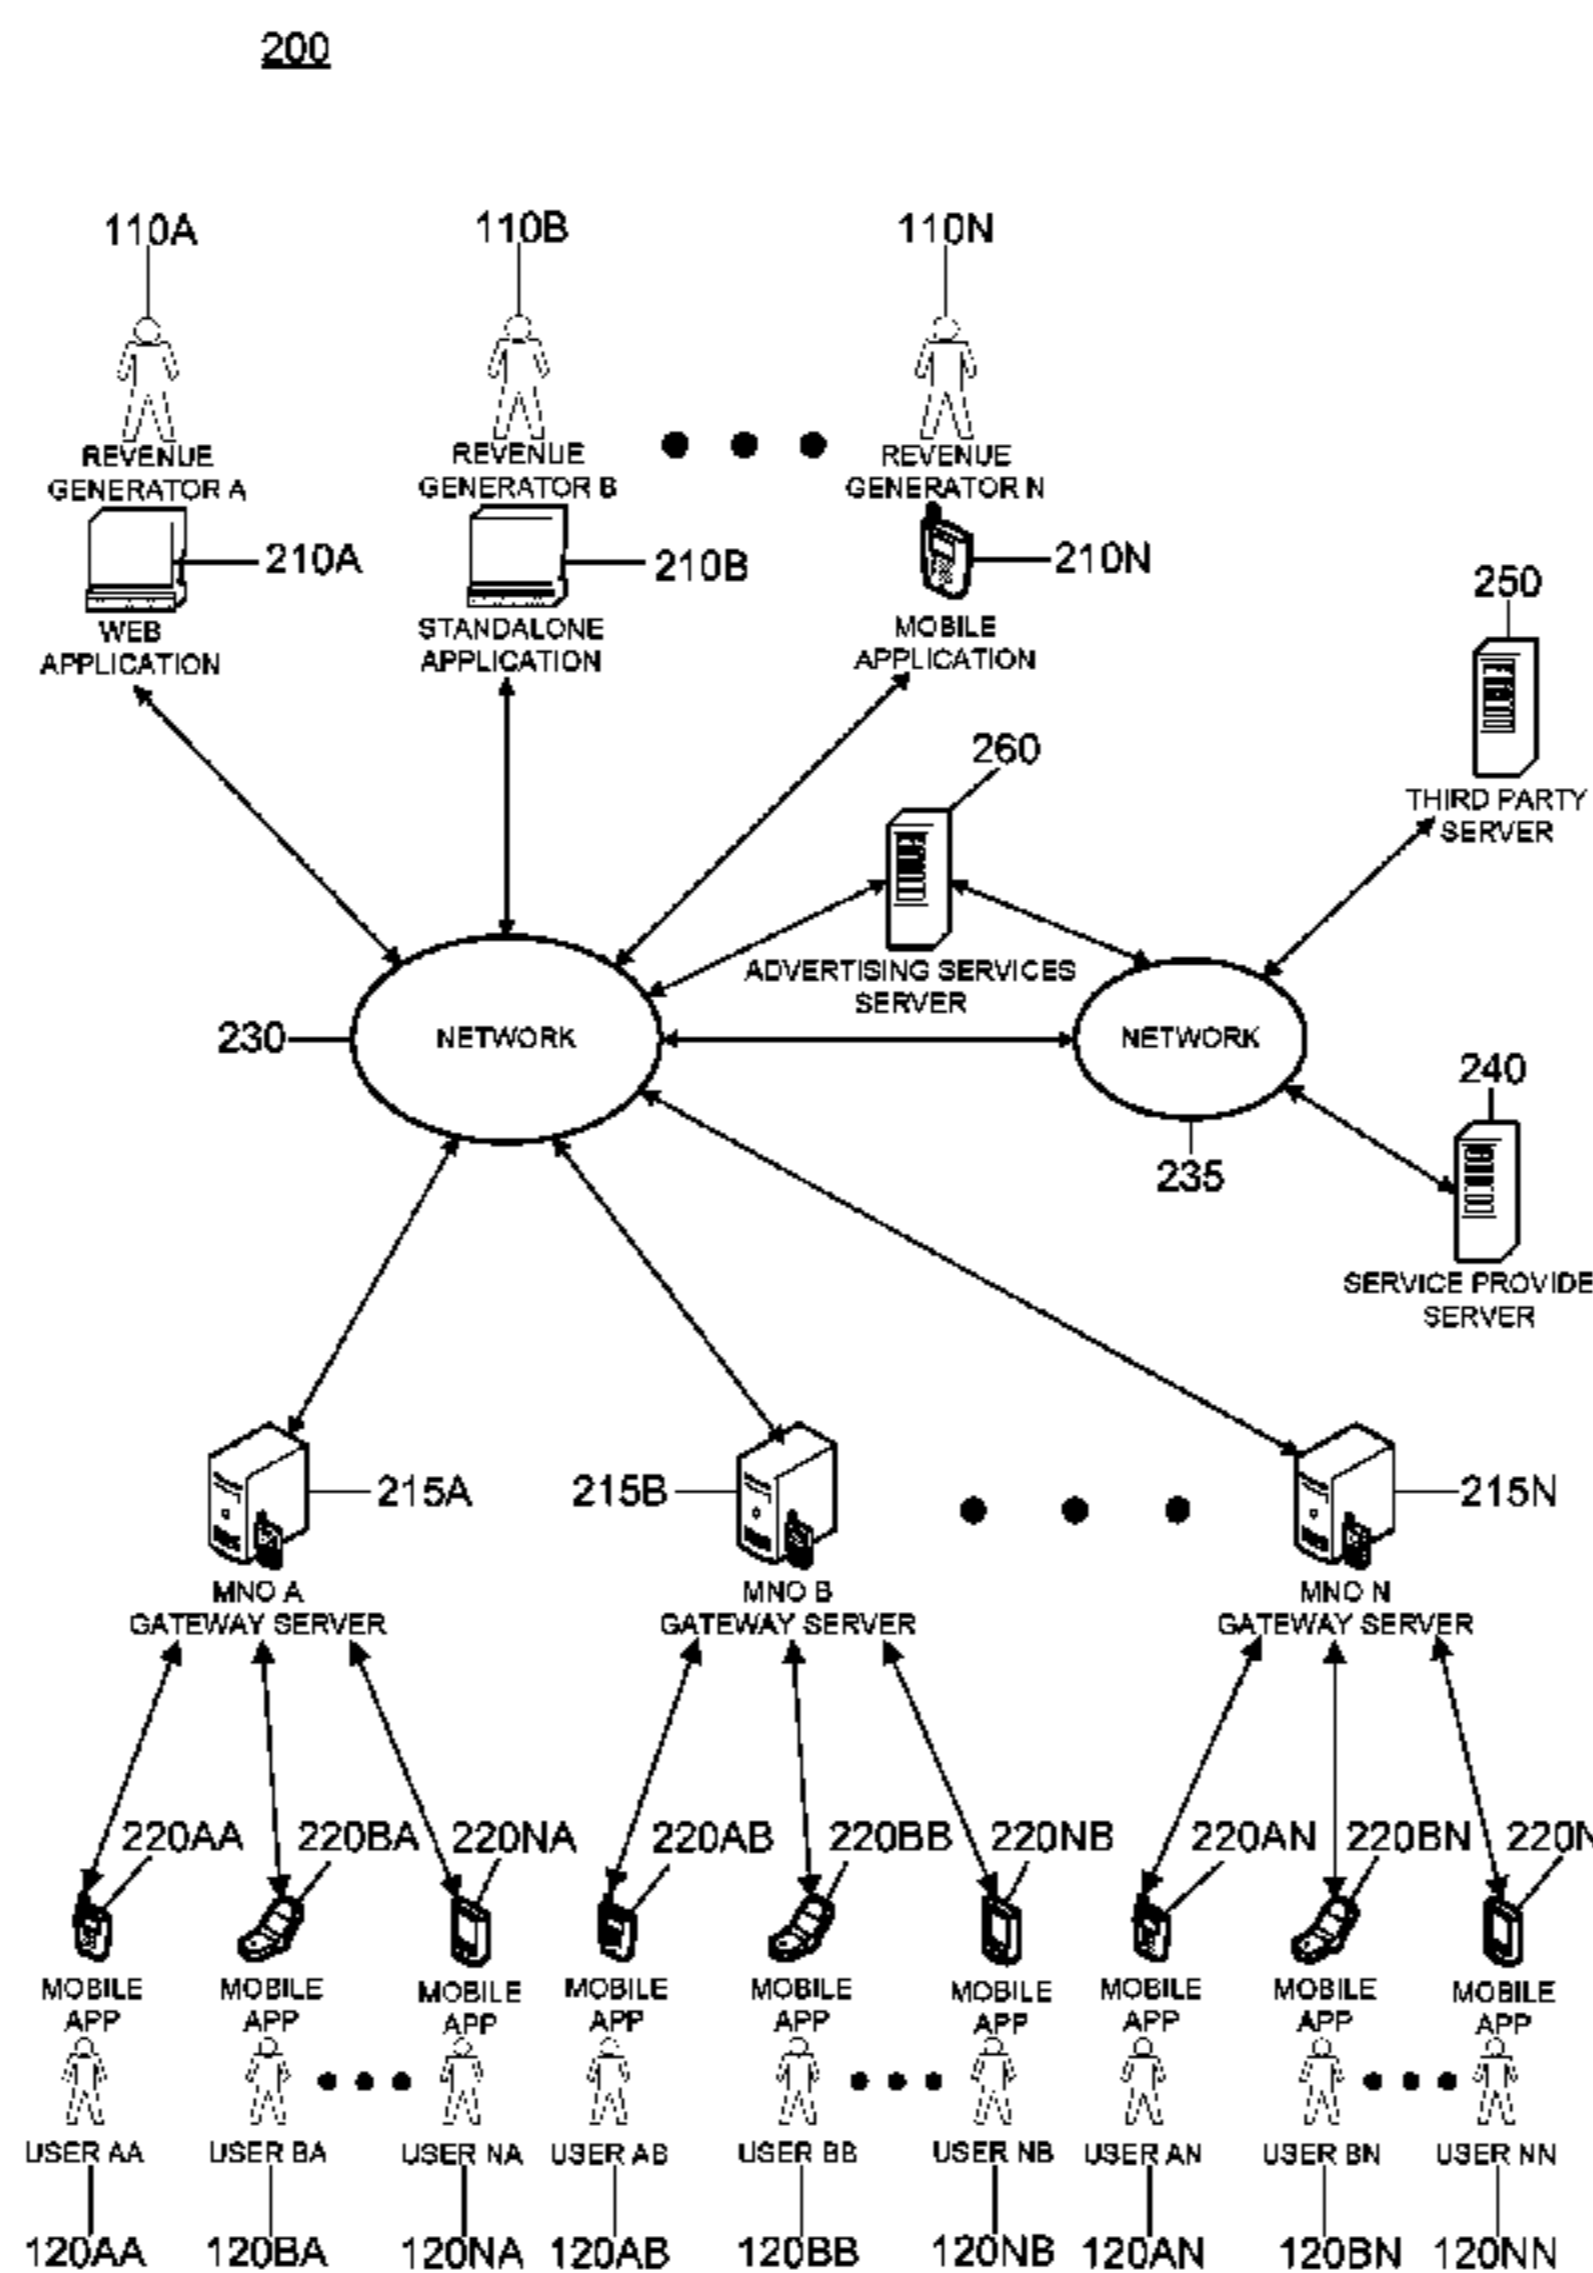 200
110A 110B 110N
REVENUE GENERATOR A
REVENUE GENERATOR B
REVENUE GENERATOR N
210A 210B 210N
WEB APPLICATION
STANDALONE APPLICATION
MOBILE APPLICATION
250
THIRD PARTY SERVER
260
ADVERTISING SERVICES SERVER
230
NETWORK
NETWORK
235
240
SERVICE PROVIDE
SERVER
215A 215B 215N
MNO A GATEWAY SERVER
MNO B GATEWAY SERVER
MNO N GATEWAY SERVER
220AA 220BA 220NA 220AB 220BB 220NB 220AN 220BN 220N
MOBILE APP
MOBILE APP
MOBILE APP
MOBILE APP
MOBILE APP
MOBILE APP
MOBILE APP
MOBILE APP
MOBILE APP
USER AA USER BA USER NA USER AB USER BB USER NB USER AN USER BN USER NN
120AA 120BA 120NA 120AB 120BB 120NB 120AN 120BN 120NN